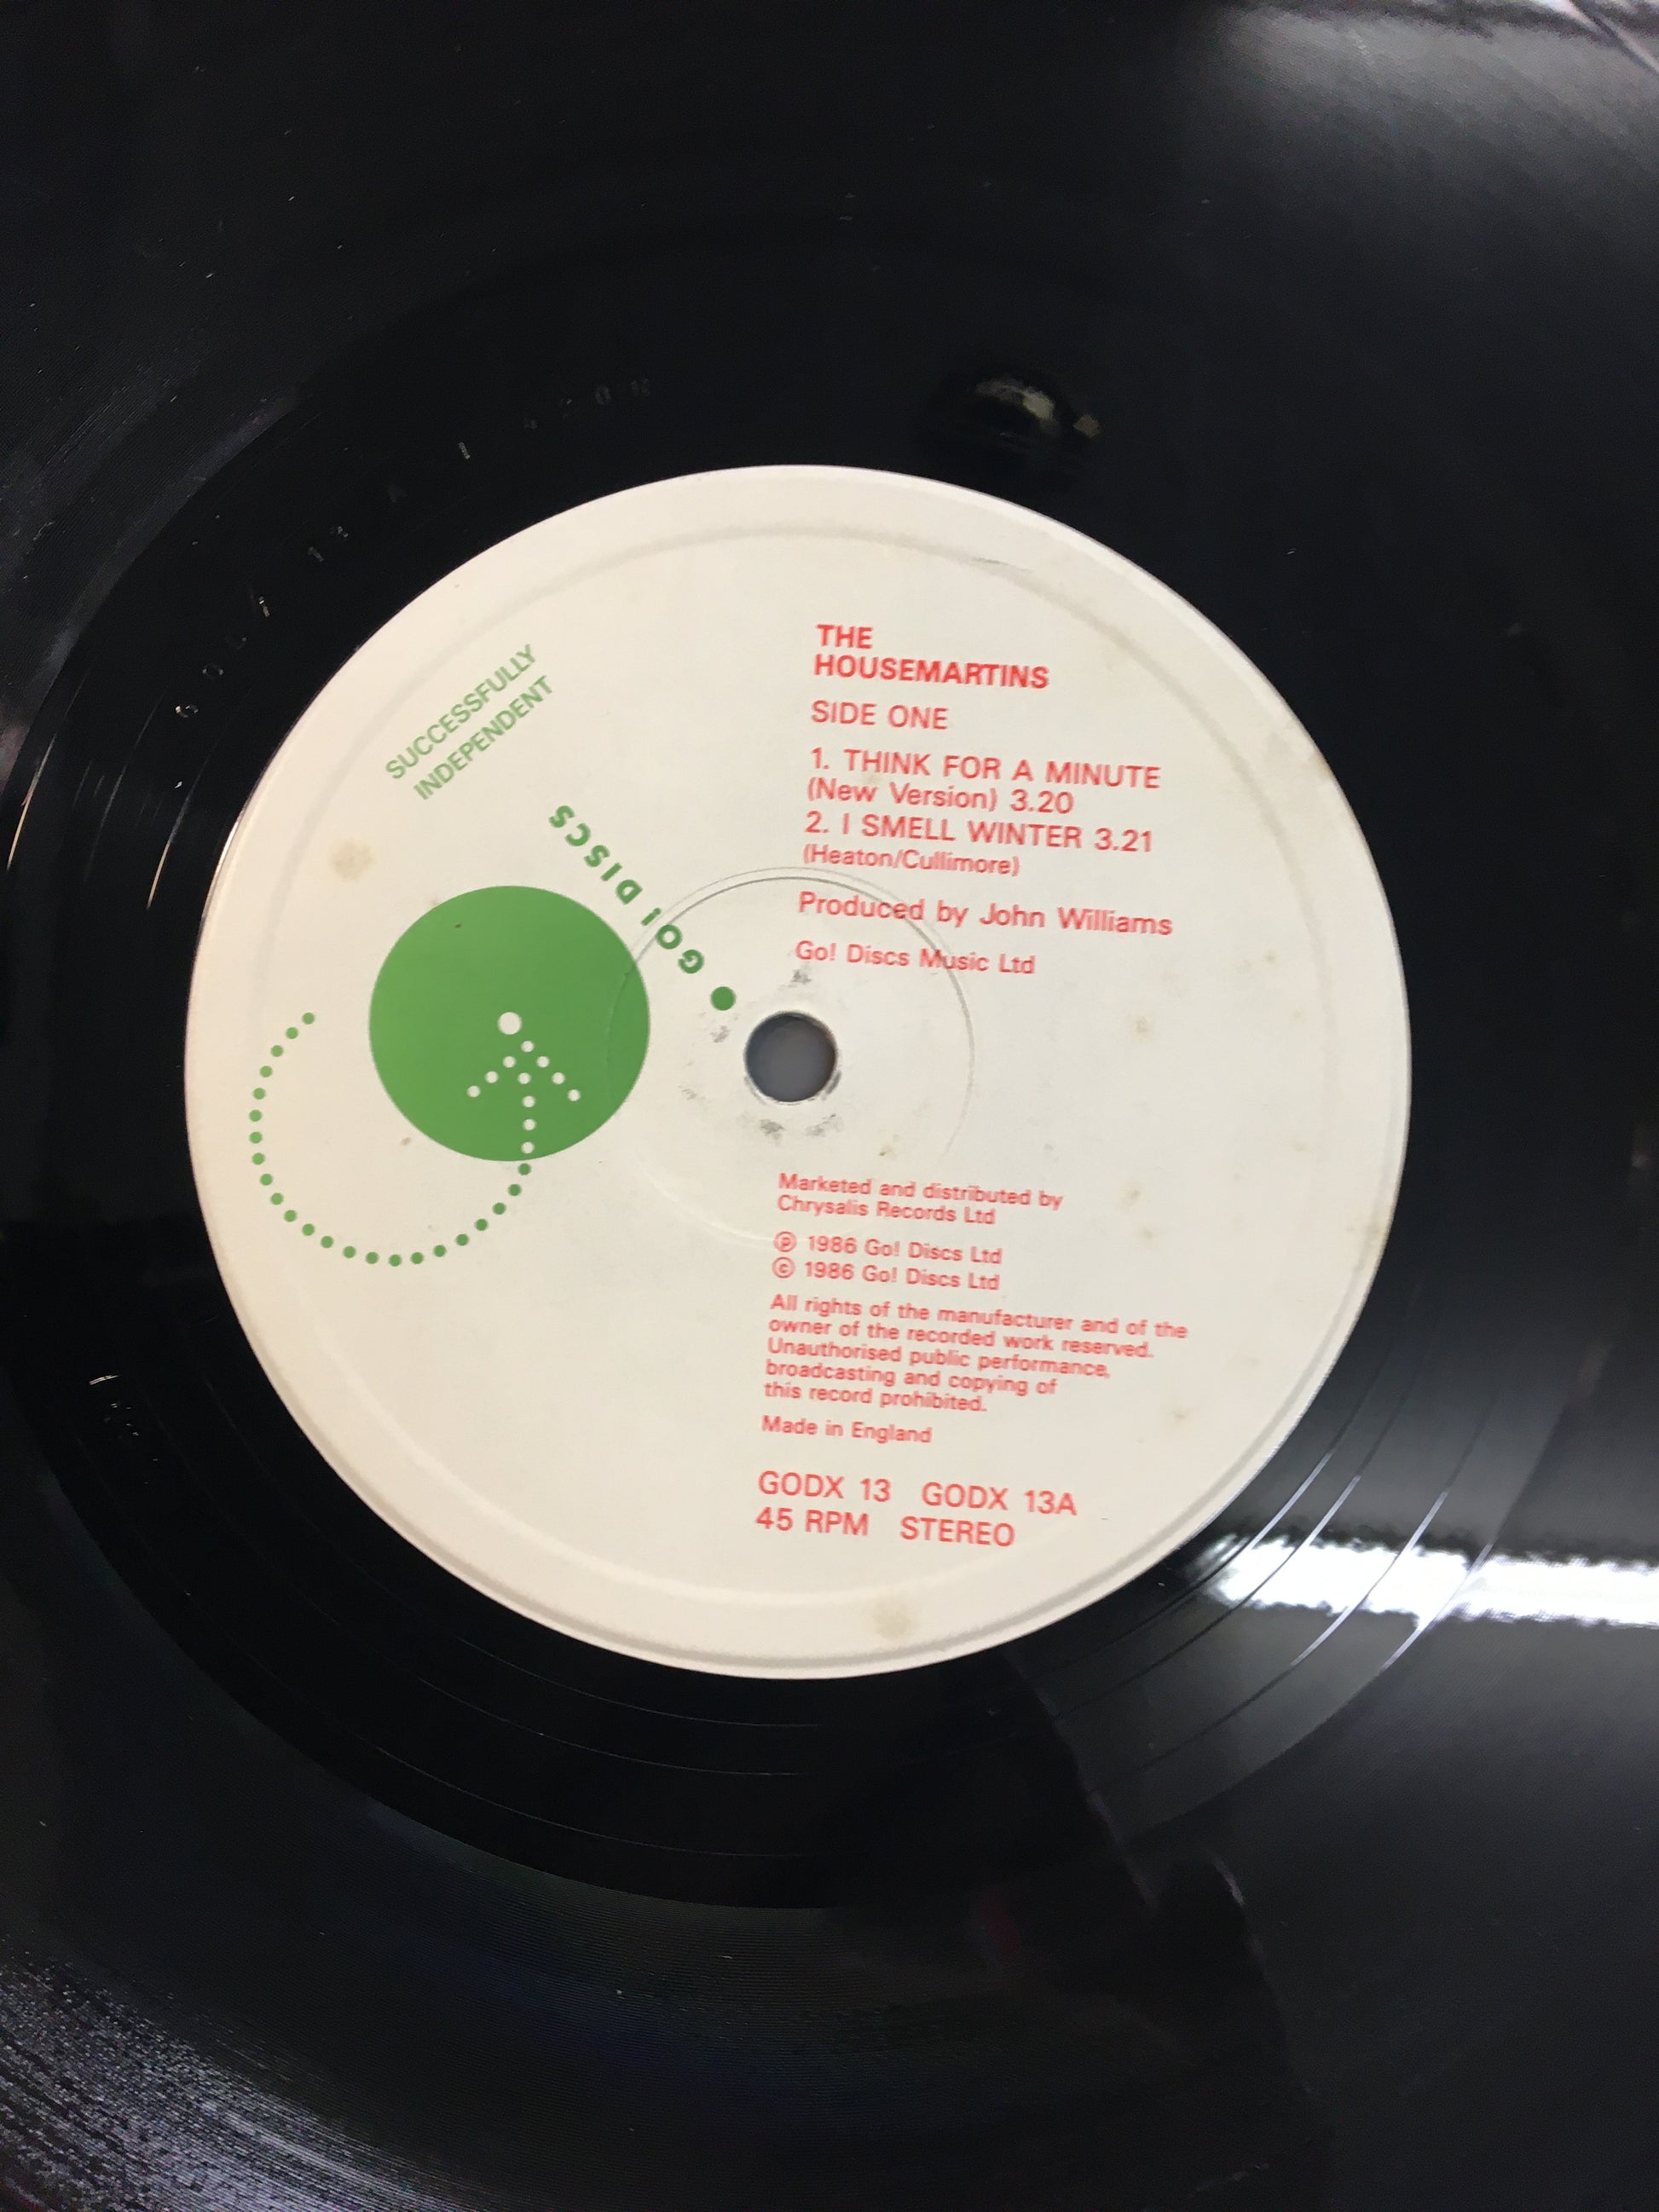 SUCCESSFULLY
INDEPENDENT
GO! DISCS
THE
HOUSEMARTINS
SIDE ONE
1. THINK FOR A MINUTE
(New Version) 3.20
2. I SMELL WINTER 3.21
(Heaton/Cullimore)
Produced by John Williams
Go! Discs Music Ltd
Marketed and distributed by
Chrysalis Records Ltd
Ⓟ 1986 Go! Discs Ltd
© 1986 Go! Discs Ltd
All rights of the manufacturer and of the
owner of the recorded work reserved.
Unauthorised public performance,
broadcasting and copying of
this record prohibited.
Made in England
GODX 13 GODX 13A
45 RPM STEREO